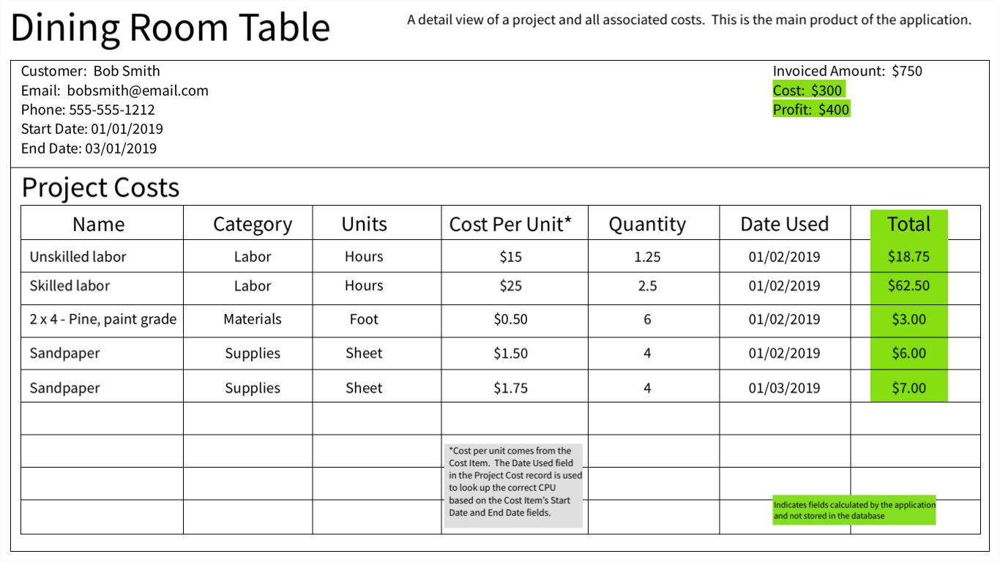 Dining Room Table
A detail view of a project and all associated costs.  This is the main product of the application.
Customer:  Bob Smith
Email:  bobsmith@email.com
Phone: 555-555-1212
Start Date: 01/01/2019
End Date: 03/01/2019
Invoiced Amount:  $750
Cost:  $300
Profit:  $400
Project Costs
Name Category Units Cost Per Unit* Quantity Date Used Total
Unskilled labor Labor Hours $15 1.25 01/02/2019 $18.75
Skilled labor Labor Hours $25 2.5 01/02/2019 $62.50
2 x 4 - Pine, paint grade Materials Foot $0.50 6 01/02/2019 $3.00
Sandpaper Supplies Sheet $1.50 4 01/02/2019 $6.00
Sandpaper Supplies Sheet $1.75 4 01/03/2019 $7.00
*Cost per unit comes from the
Cost Item.  The Date Used field
in the Project Cost record is used
to look up the correct CPU
based on the Cost Item's Start
Date and End Date fields.
Indicates fields calculated by the application
and not stored in the database